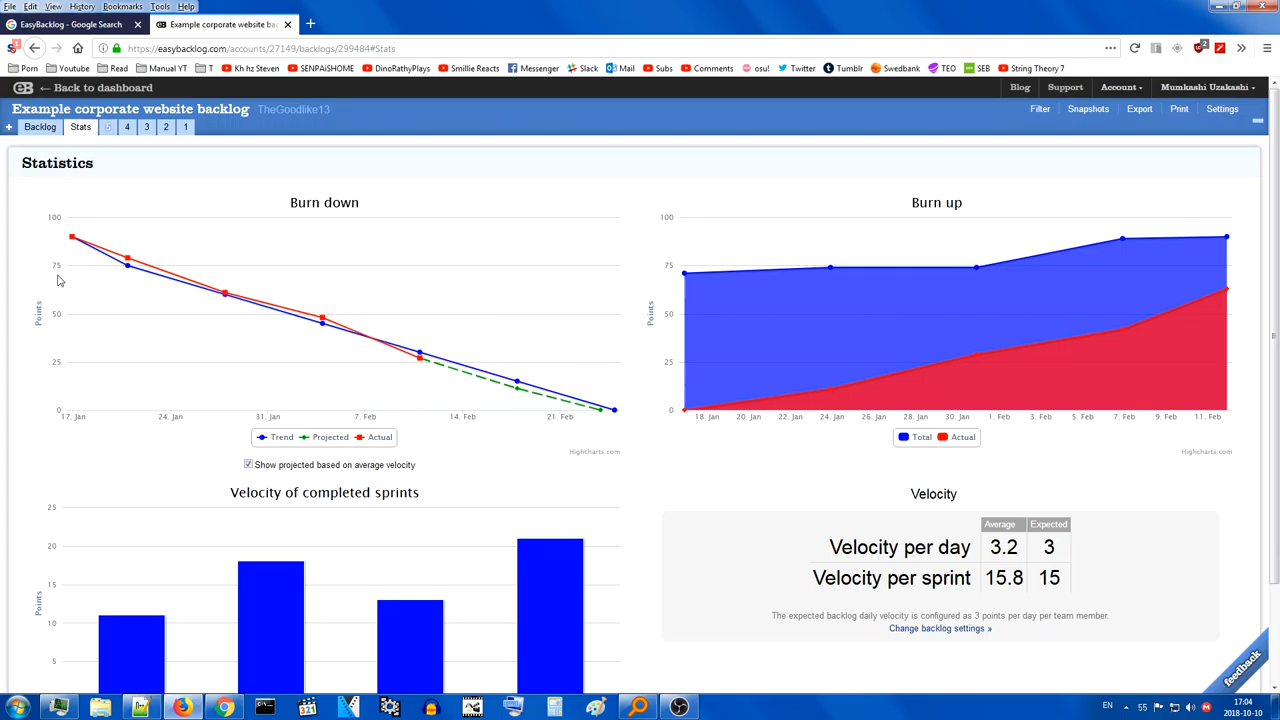 File Edit View History Bookmarks Tools Help
EasyBacklog - Google Search
Example corporate website ba
https://easybacklog.com/accounts/27149/backlogs/299484#Stats
Porn Youtube Read Manual YT T Kh hz Steven SENPAiSHOME DinoRathyPlays Smillie Reacts Messenger Slack Mail Subs Comments osu! Twitter Tumblr Swedbank TEO SEB String Theory 7
eB ← Back to dashboard
Blog Support Account Mumkashi Uzakashi
Example corporate website backlog TheGoodlike13
Filter Snapshots Export Print Settings
+ Backlog Stats 5 4 3 2 1
Statistics
Burn down
100
75
50
25
0
Points
17. Jan 24. Jan 31. Jan 7. Feb 14. Feb 21. Feb
Trend Projected Actual
Highcharts.com
Show projected based on average velocity
Burn up
100
75
50
25
0
Points
18. Jan 20. Jan 22. Jan 24. Jan 26. Jan 28. Jan 30. Jan 1. Feb 3. Feb 5. Feb 7. Feb 9. Feb 11. Feb
Total Actual
Highcharts.com
Velocity of completed sprints
25
20
15
10
5
Points
Velocity
Average Expected
Velocity per day 3.2 3
Velocity per sprint 15.8 15
The expected backlog daily velocity is configured as 3 points per day per team member.
Change backlog settings »
feedback
EN 55 17:04
2018-10-10